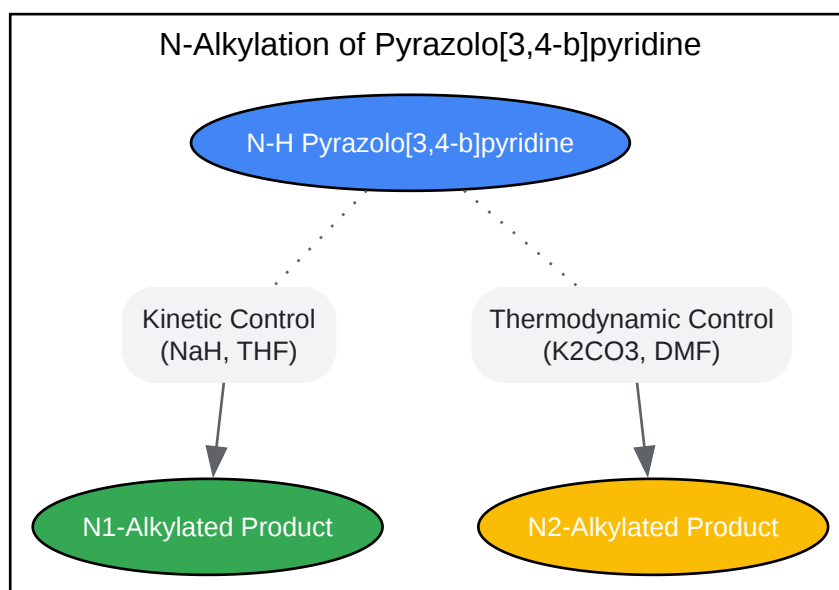 N-Alkylation of Pyrazolo[3,4-b]pyridine
N-H Pyrazolo[3,4-b]pyridine
Kinetic Control
(NaH, THF)
Thermodynamic Control
(K2CO3, DMF)
N1-Alkylated Product
N2-Alkylated Product